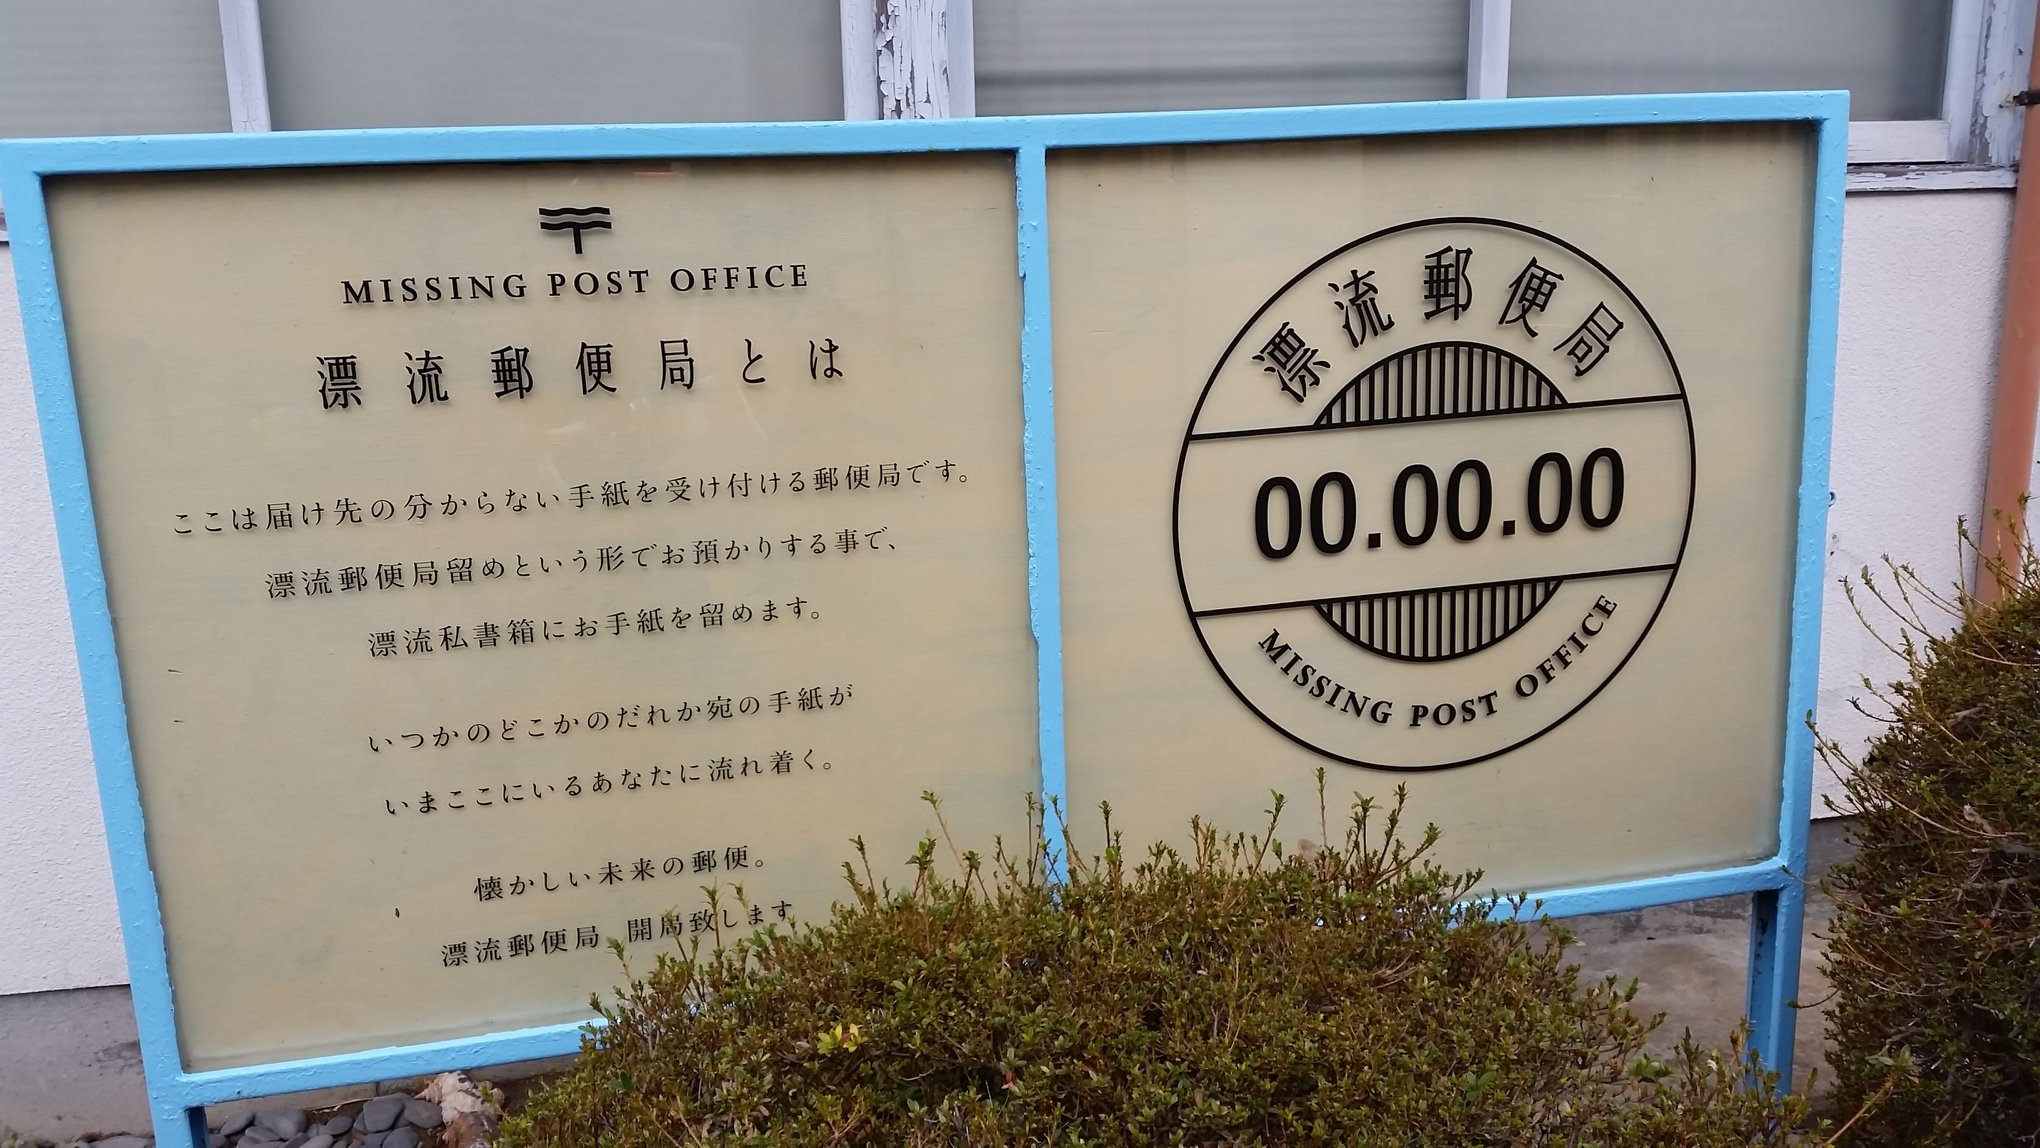 MISSING POST OFFICE
漂流郵便局とは
ここは届け先の分からない手紙を受け付ける郵便局です。
漂流郵便局留めという形でお預かりする事で、
漂流私書箱にお手紙を留めます。
いつかのどこかのだれか宛の手紙が
いまここにいるあなたに流れ着く。
懐かしい未来の郵便。
漂流郵便局 開局致します
漂流郵便局
00.00.00
MISSING POST OFFICE